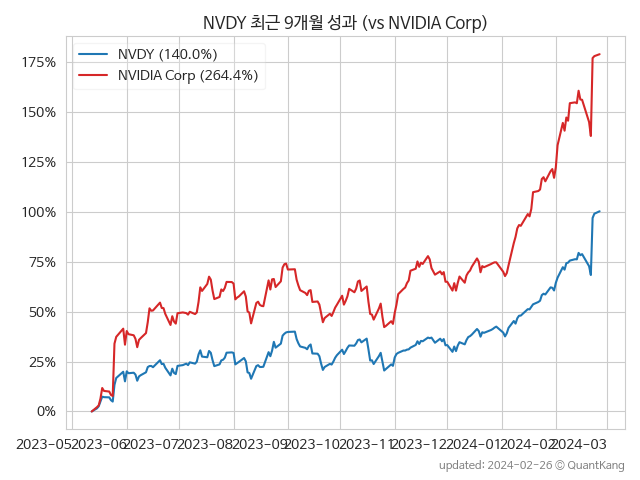 NVDY 최근 9개월 성과 (vs NVIDIA Corp)
NVDY (140.0%)
NVIDIA Corp (264.4%)
175%
150%
125%
100%
75%
50%
25%
0%
2023-05 2023-06 2023-07 2023-08 2023-09 2023-10 2023-11 2023-12 2024-01 2024-02 2024-03
updated: 2024-02-26 © QuantKang